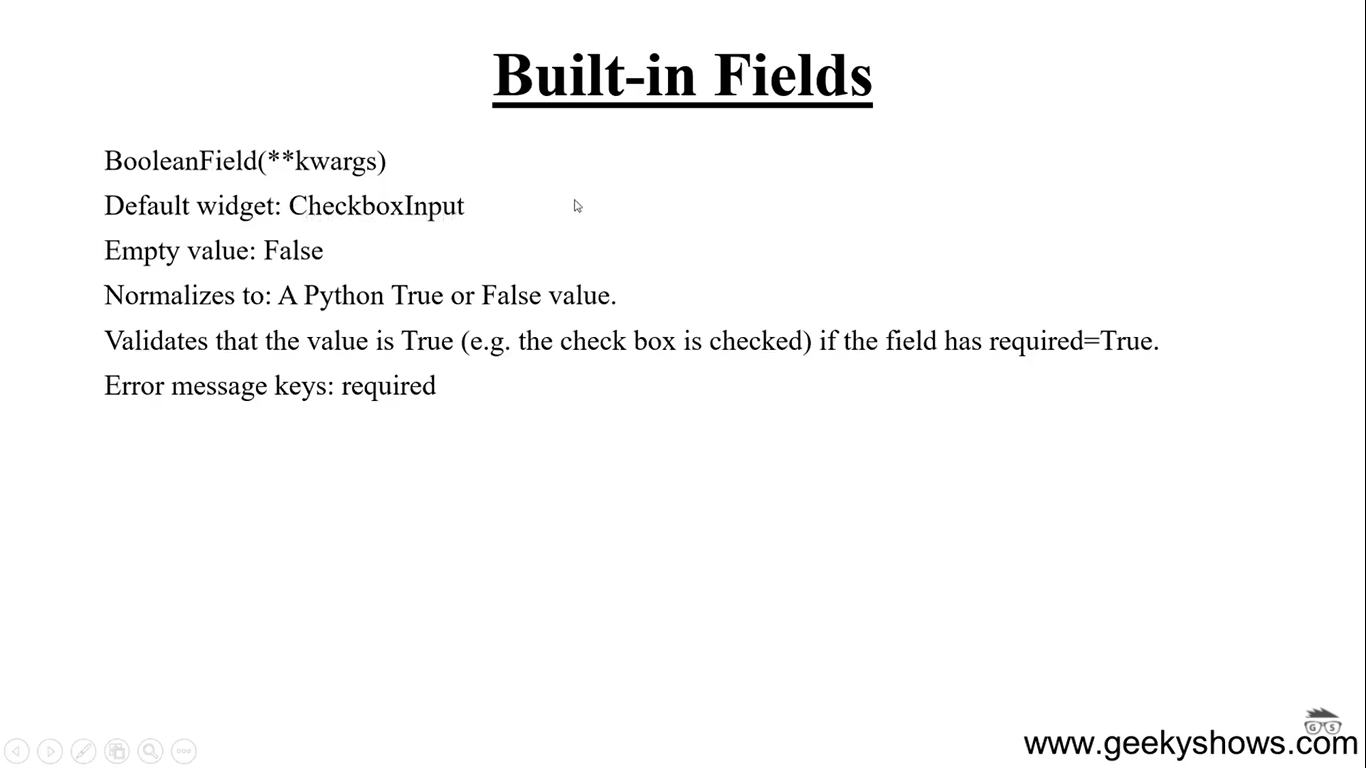 Built-in Fields
BooleanField(**kwargs)
Default widget: CheckboxInput
Empty value: False
Normalizes to: A Python True or False value.
Validates that the value is True (e.g. the check box is checked) if the field has required=True.
Error message keys: required
G S
www.geekyshows.com